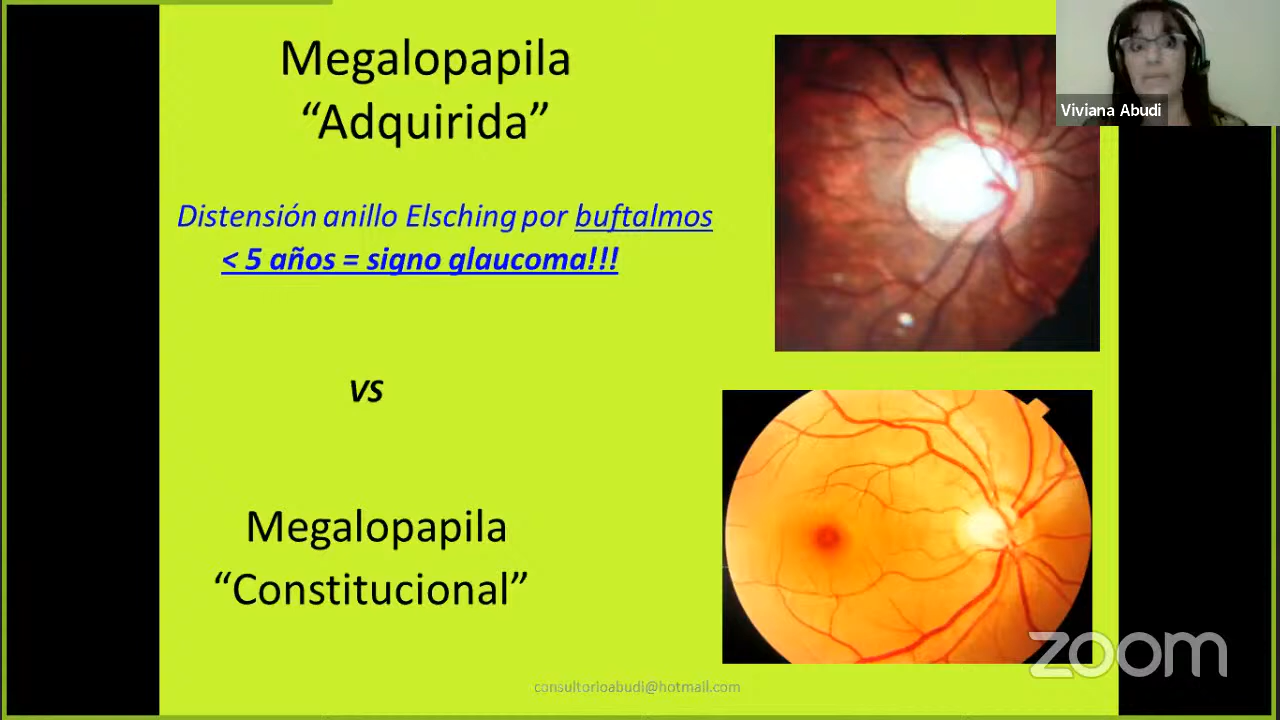 Megalopapila
“Adquirida”
Viviana Abudi
Distensión anillo Elsching por buftalmos
< 5 años = signo glaucoma!!!
VS
Megalopapila
“Constitucional”
zoom
consultorioabudi@hotmail.com